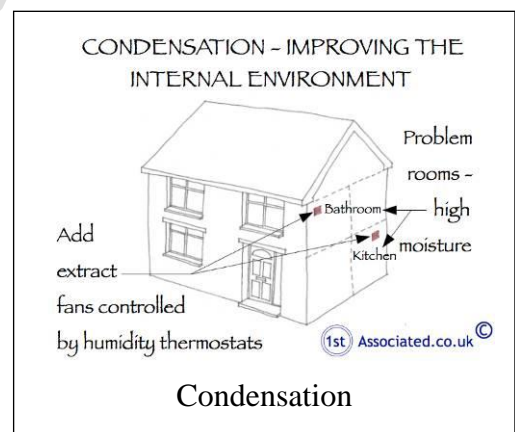 CONDENSATION – IMPROVING THE
INTERNAL ENVIRONMENT
Problem
rooms –
high
moisture
Bathroom
Kitchen
Add
extract
fans controlled
by humidity thermostats
1st Associated.co.uk ©
Condensation